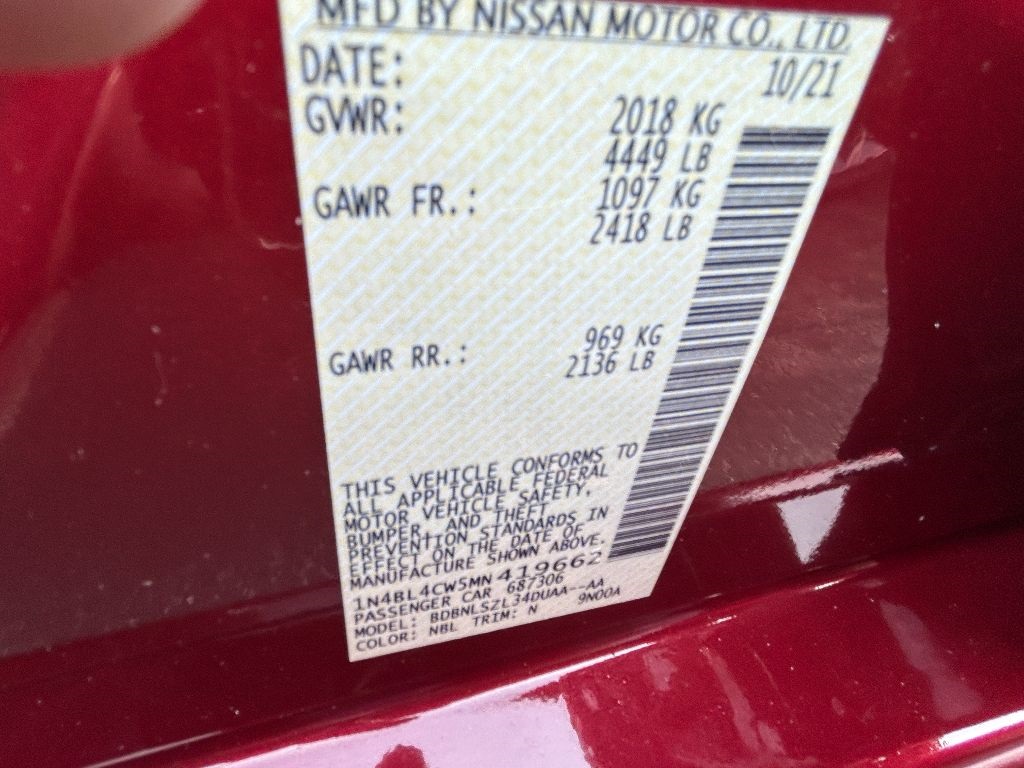 MFD BY NISSAN MOTOR CO., LTD.
DATE: 10/21
GVWR: 2018 KG
4449 LB
GAWR FR.: 1097 KG
2418 LB
GAWR RR.: 969 KG
2136 LB
THIS VEHICLE CONFORMS TO
ALL APPLICABLE FEDERAL
MOTOR VEHICLE SAFETY,
BUMPER, AND THEFT
PREVENTION STANDARDS IN
EFFECT ON THE DATE OF
MANUFACTURE SHOWN ABOVE.
1N4BL4CW5MN419662
PASSENGER CAR 687306
MODEL: BDBNLSZL34DUAA--AA
COLOR: NBL TRIM: N 9N00A